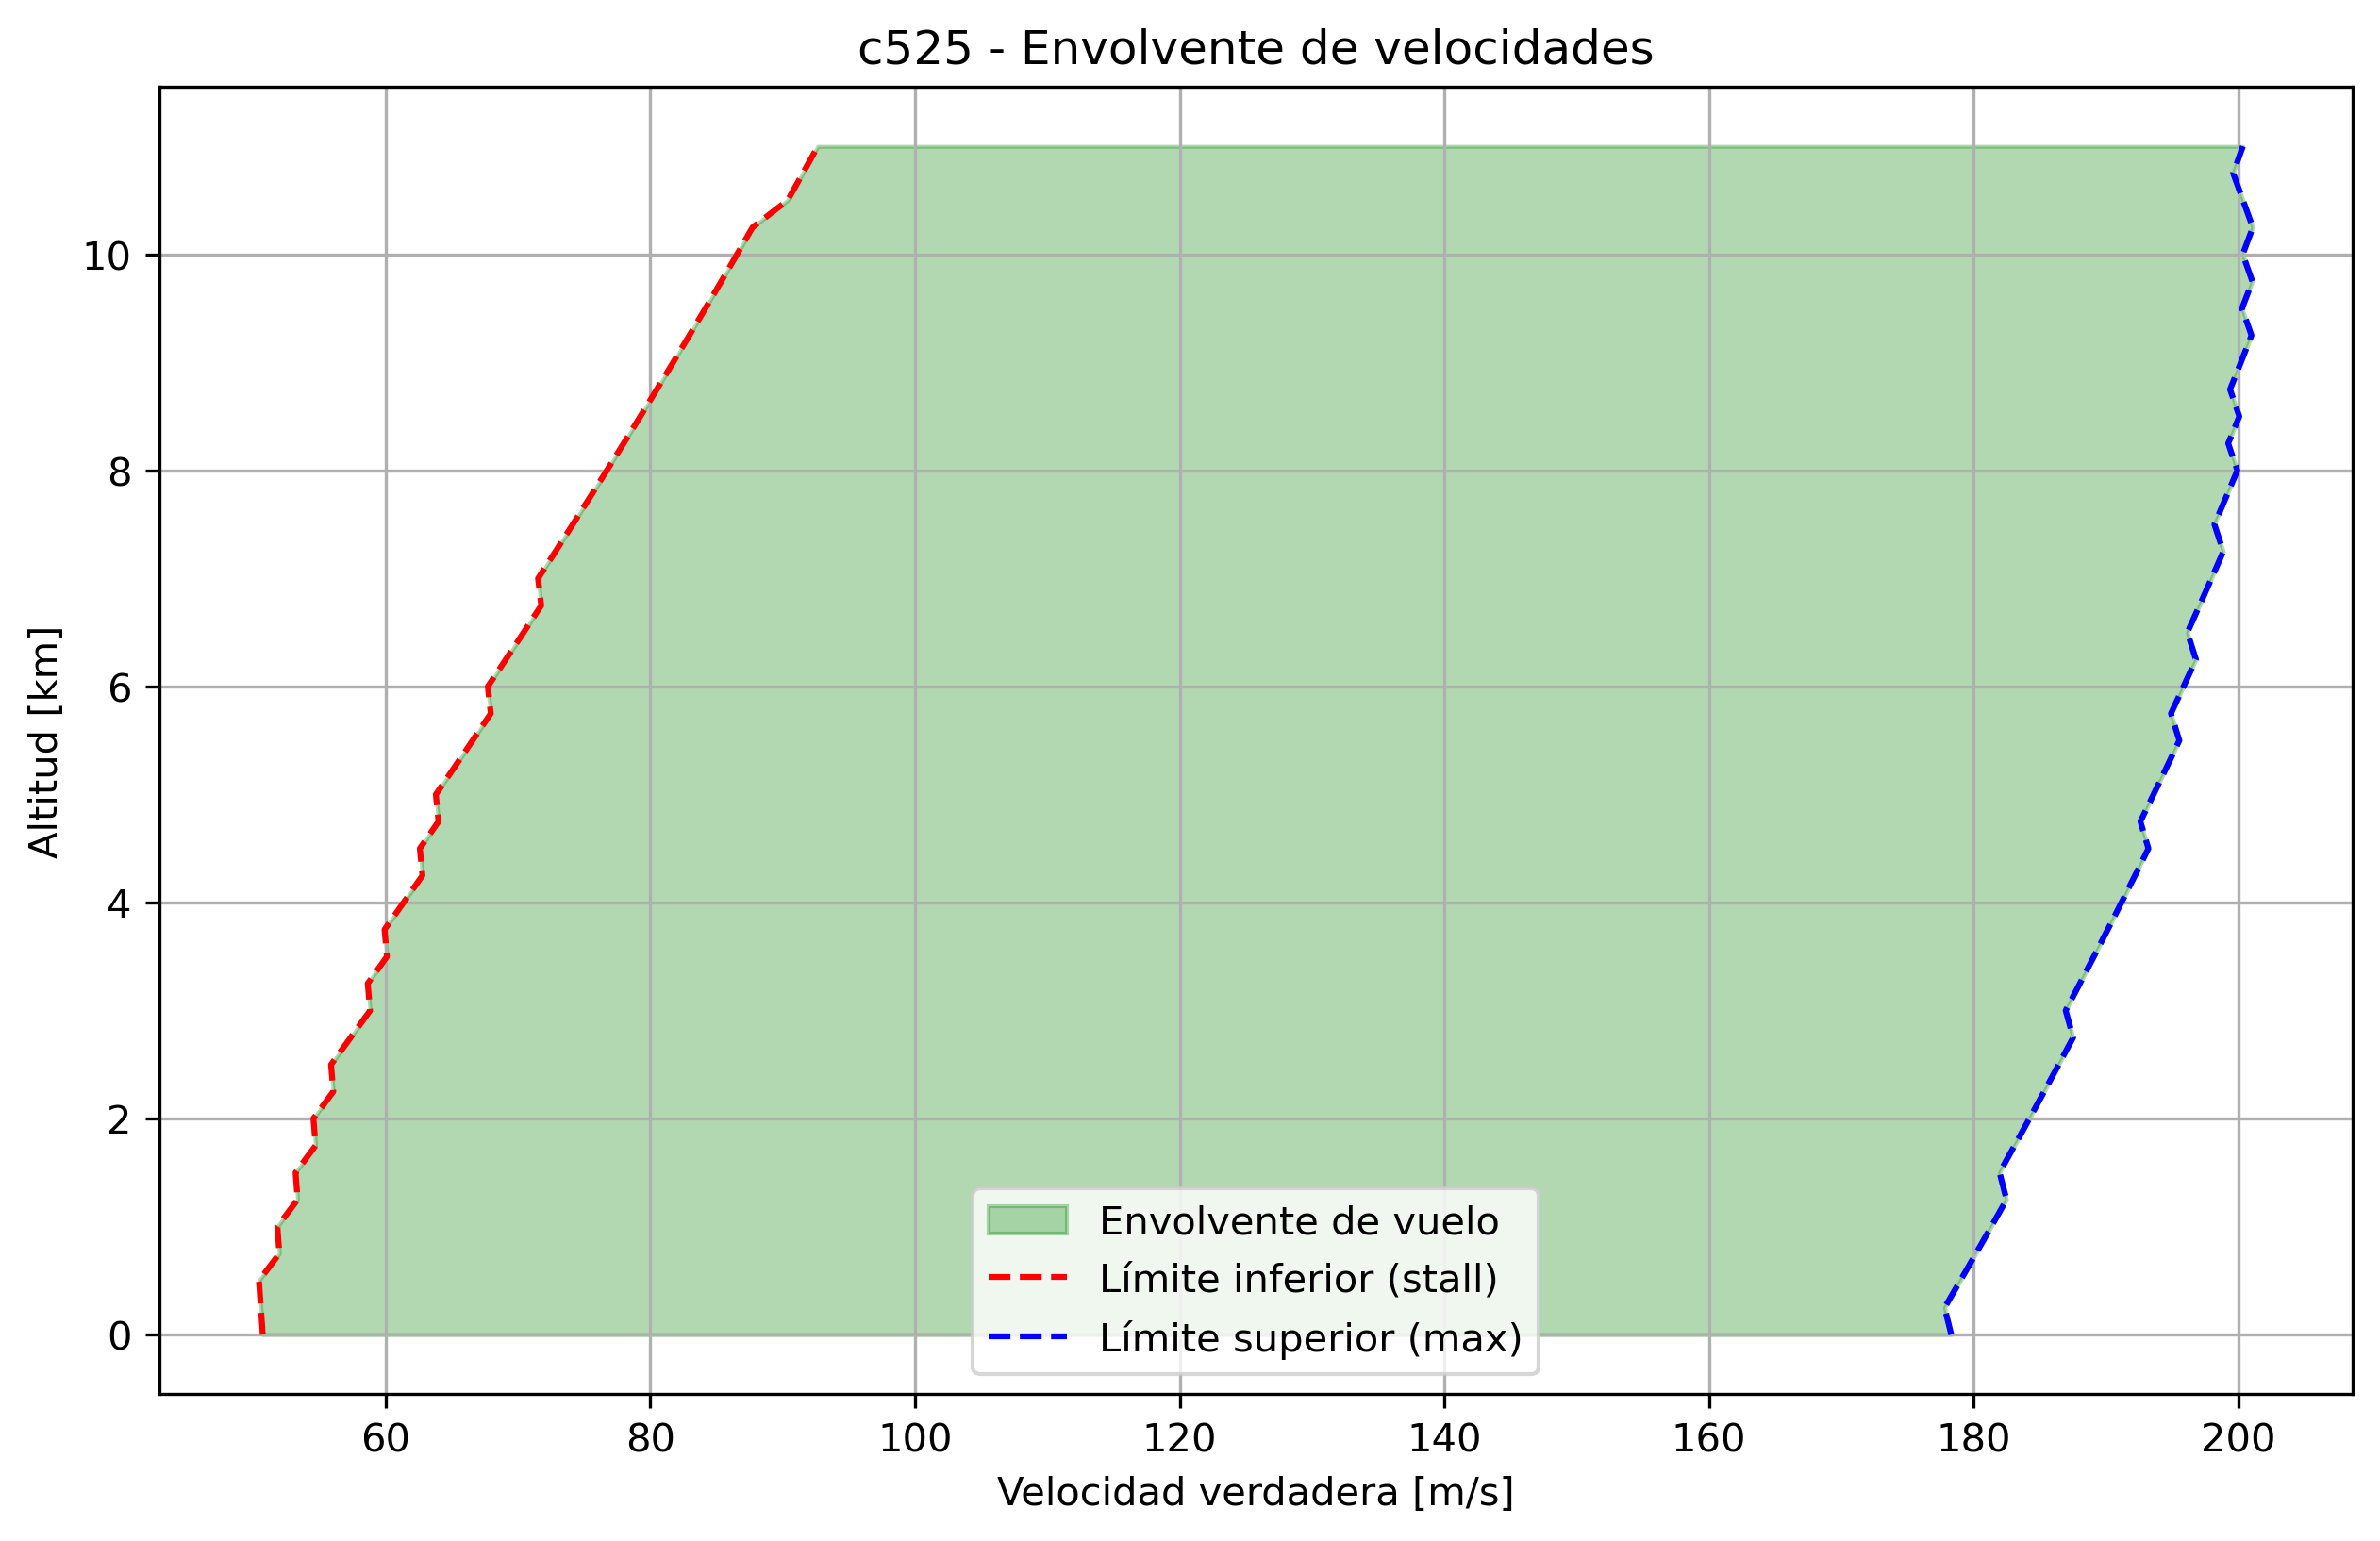 c525 - Envolvente de velocidades
Altitud [km]
10
8
6
4
2
0
Envolvente de vuelo
Límite inferior (stall)
Límite superior (max)
60 80 100 120 140 160 180 200
Velocidad verdadera [m/s]